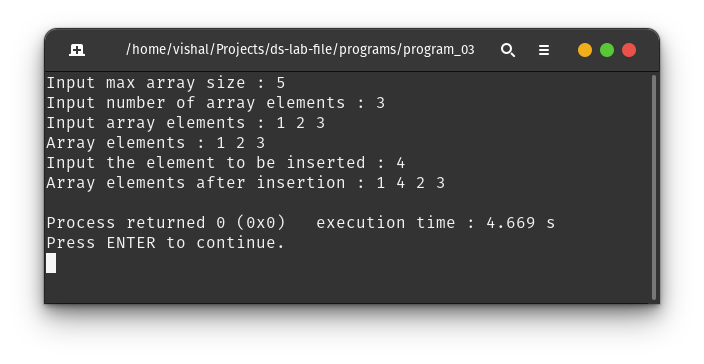 /home/vishal/Projects/ds-lab-file/programs/program_03
Input max array size : 5
Input number of array elements : 3
Input array elements : 1 2 3
Array elements : 1 2 3
Input the element to be inserted : 4
Array elements after insertion : 1 4 2 3
Process returned 0 (0x0)   execution time : 4.669 s
Press ENTER to continue.